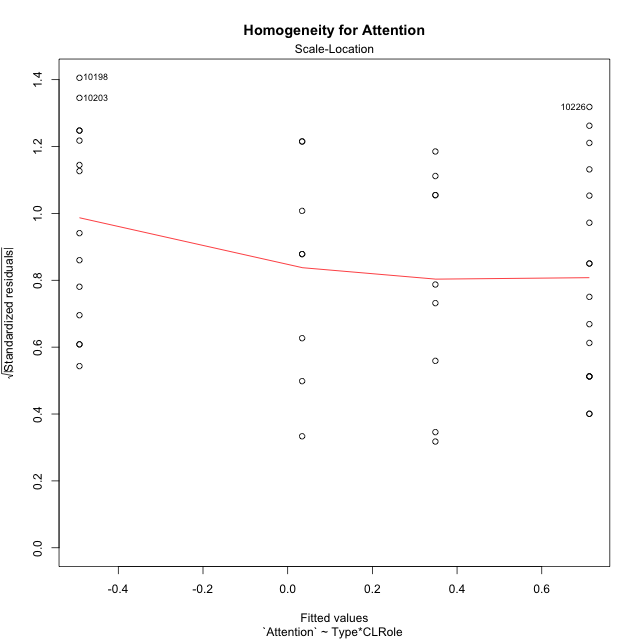 Homogeneity for Attention
Scale-Location
1.4
1.2
1.0
0.8
0.6
0.4
0.2
0.0
√|Standardized residuals|
10198
10203
10226
-0.4 -0.2 0.0 0.2 0.4 0.6
Fitted values
`Attention` ~ Type*CLRole